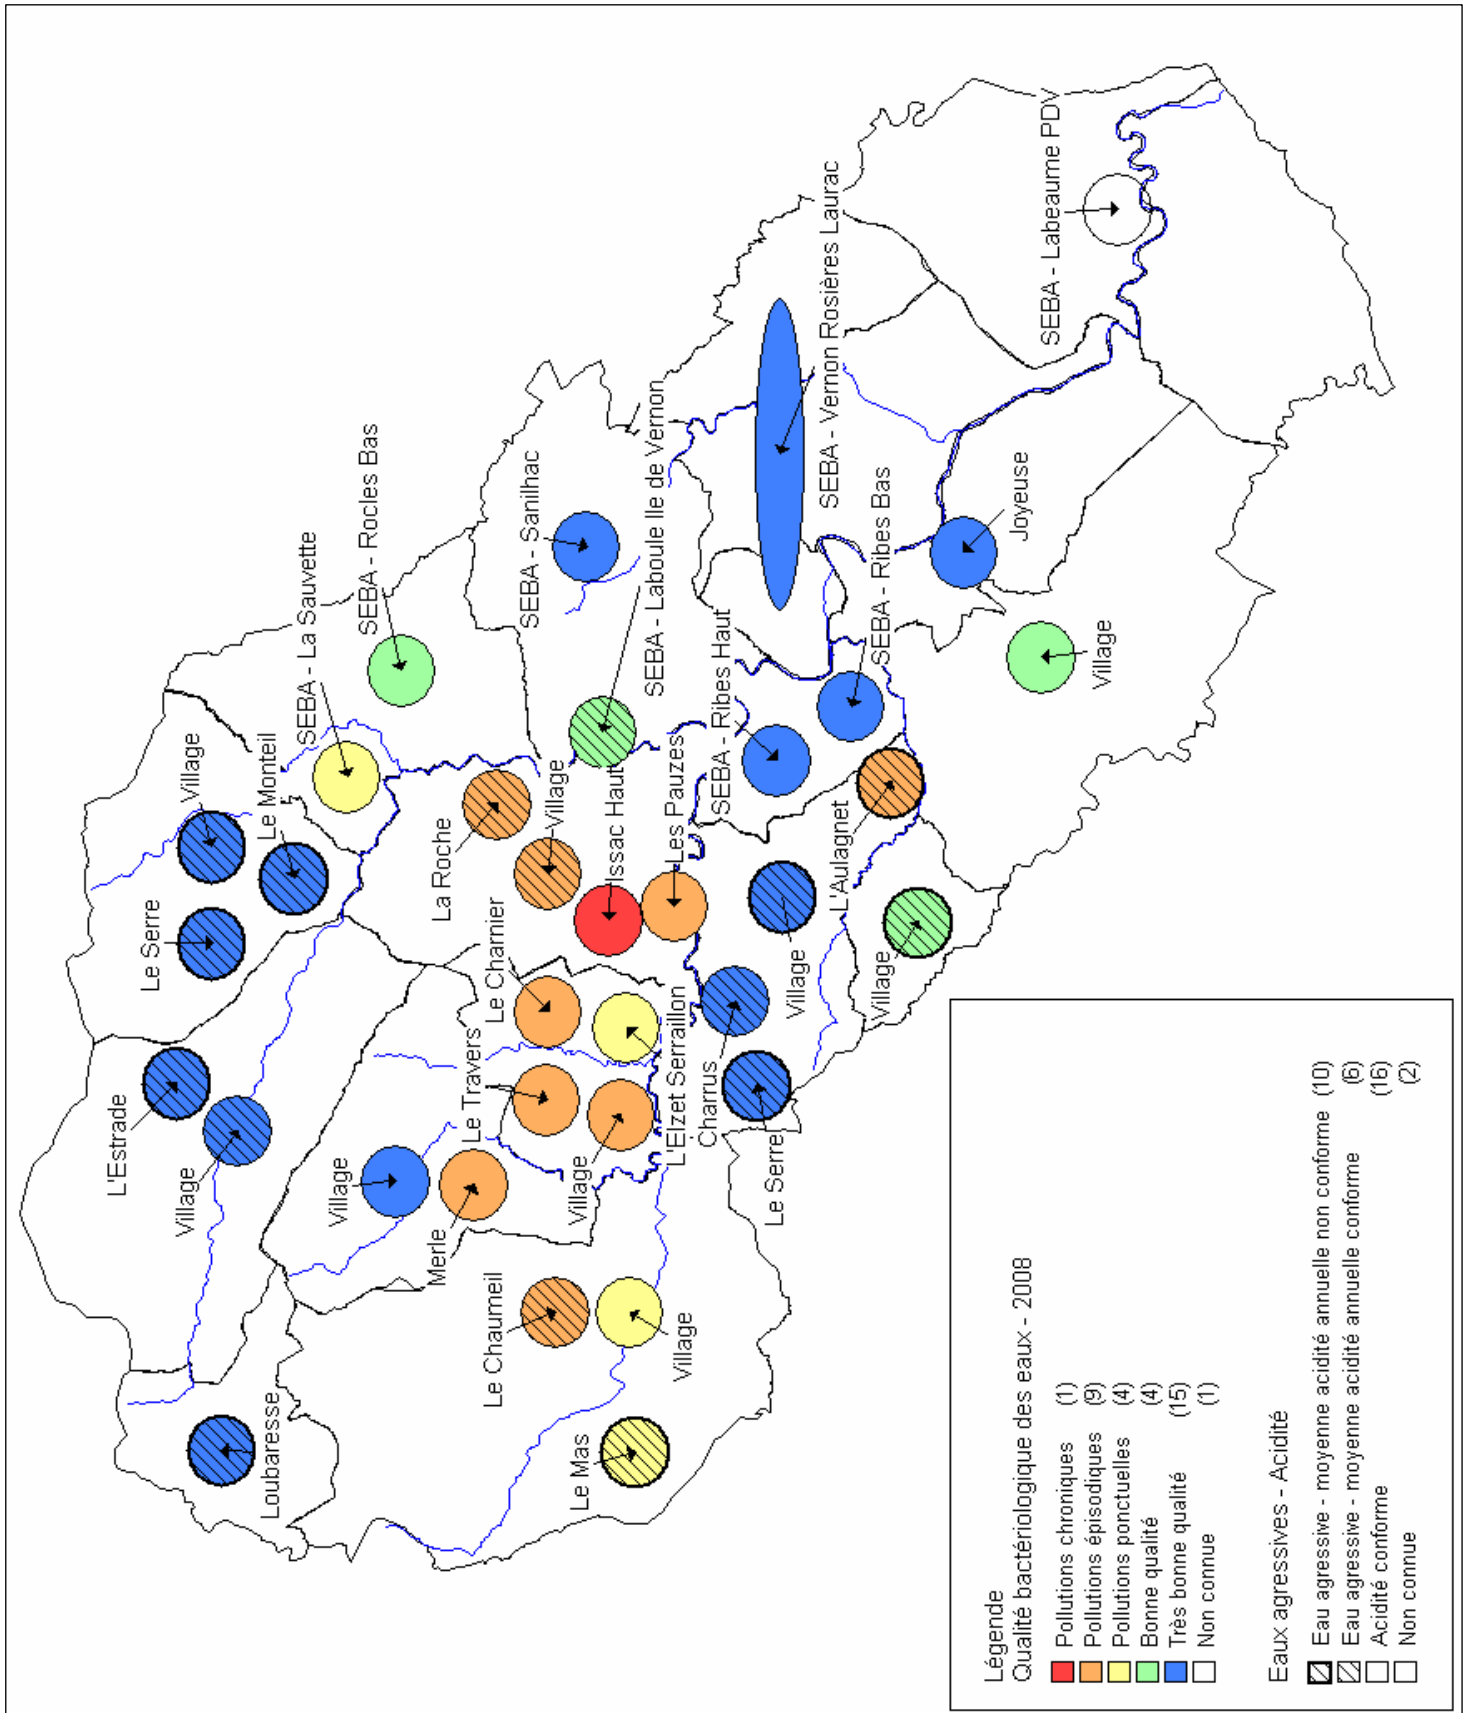 L'Estrade
Le Serre
Village
Village
Le Monteil
Loubaresse
SEBA - La Sauvette
Village
SEBA - Rocles Bas
Merle
La Roche
Le Travers
Le Chaumeil
Le Charnier
SEBA - Sanilhac
Village
Le Mas
Village
Issac Haut
SEBA - Laboule Ile de Vernon
L'Elzet Serraillon
Les Pauzes
Village
Charrus
SEBA - Ribes Haut
Le Serre
Village
SEBA - Vernon Rosières Laurac
L'Aulagnet
Village
SEBA - Ribes Bas
Joyeuse
SEBA - Labeaume PDV
Village
Légende
Qualité bactériologique des eaux - 2008
Pollutions chroniques (1)
Pollutions épisodiques (9)
Pollutions ponctuelles (4)
Bonne qualité (4)
Très bonne qualité (15)
Non connue (1)
Eaux agressives - Acidité
Eau agressive - moyenne acidité annuelle non conforme (10)
Eau agressive - moyenne acidité annuelle conforme (6)
Acidité conforme (16)
Non connue (2)